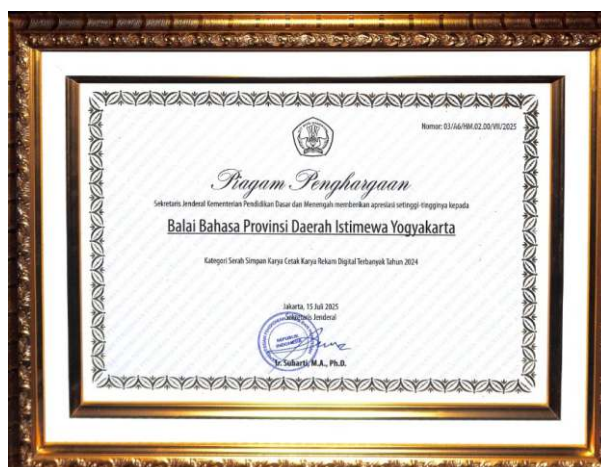 Nomor: 03/A6/HM.02.00/VII/2025
Piagam Penghargaan
Sekretaris Jenderal Kementerian Pendidikan Dasar dan Menengah memberikan apresiasi setinggi-tingginya kepada
Balai Bahasa Provinsi Daerah Istimewa Yogyakarta
Kategori Serah Simpan Karya Cetak Karya Rekam Digital Terbanyak Tahun 2024
Jakarta, 15 Juli 2025
Sekretaris Jenderal
REPUBLIK
INDONESIA
Ir. Suharti, M.A., Ph.D.